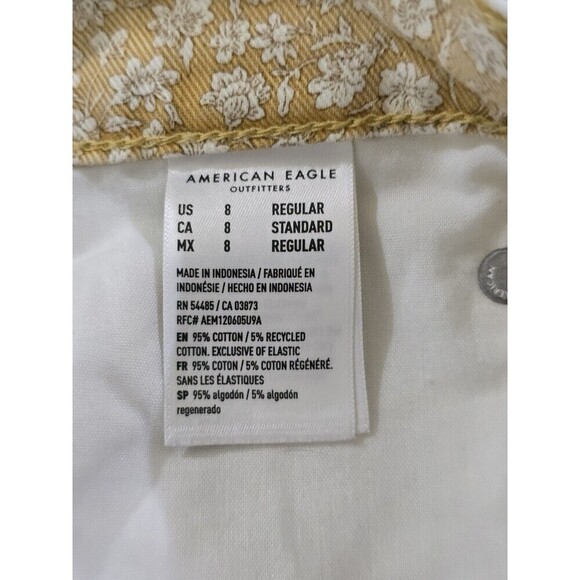 AMERICAN EAGLE
OUTFITTERS
US 8 REGULAR
CA 8 STANDARD
MX 8 REGULAR
MADE IN INDONESIA / FABRIQUÉ EN
INDONÉSIE / HECHO EN INDONESIA
RN 54485 / CA 03873
RFC# AEM120605U9A
EN 95% COTTON / 5% RECYCLED
COTTON. EXCLUSIVE OF ELASTIC
FR 95% COTON / 5% COTON RÉGÉNÉRÉ.
SANS LES ÉLASTIQUES
SP 95% algodón / 5% algodón
regenerado